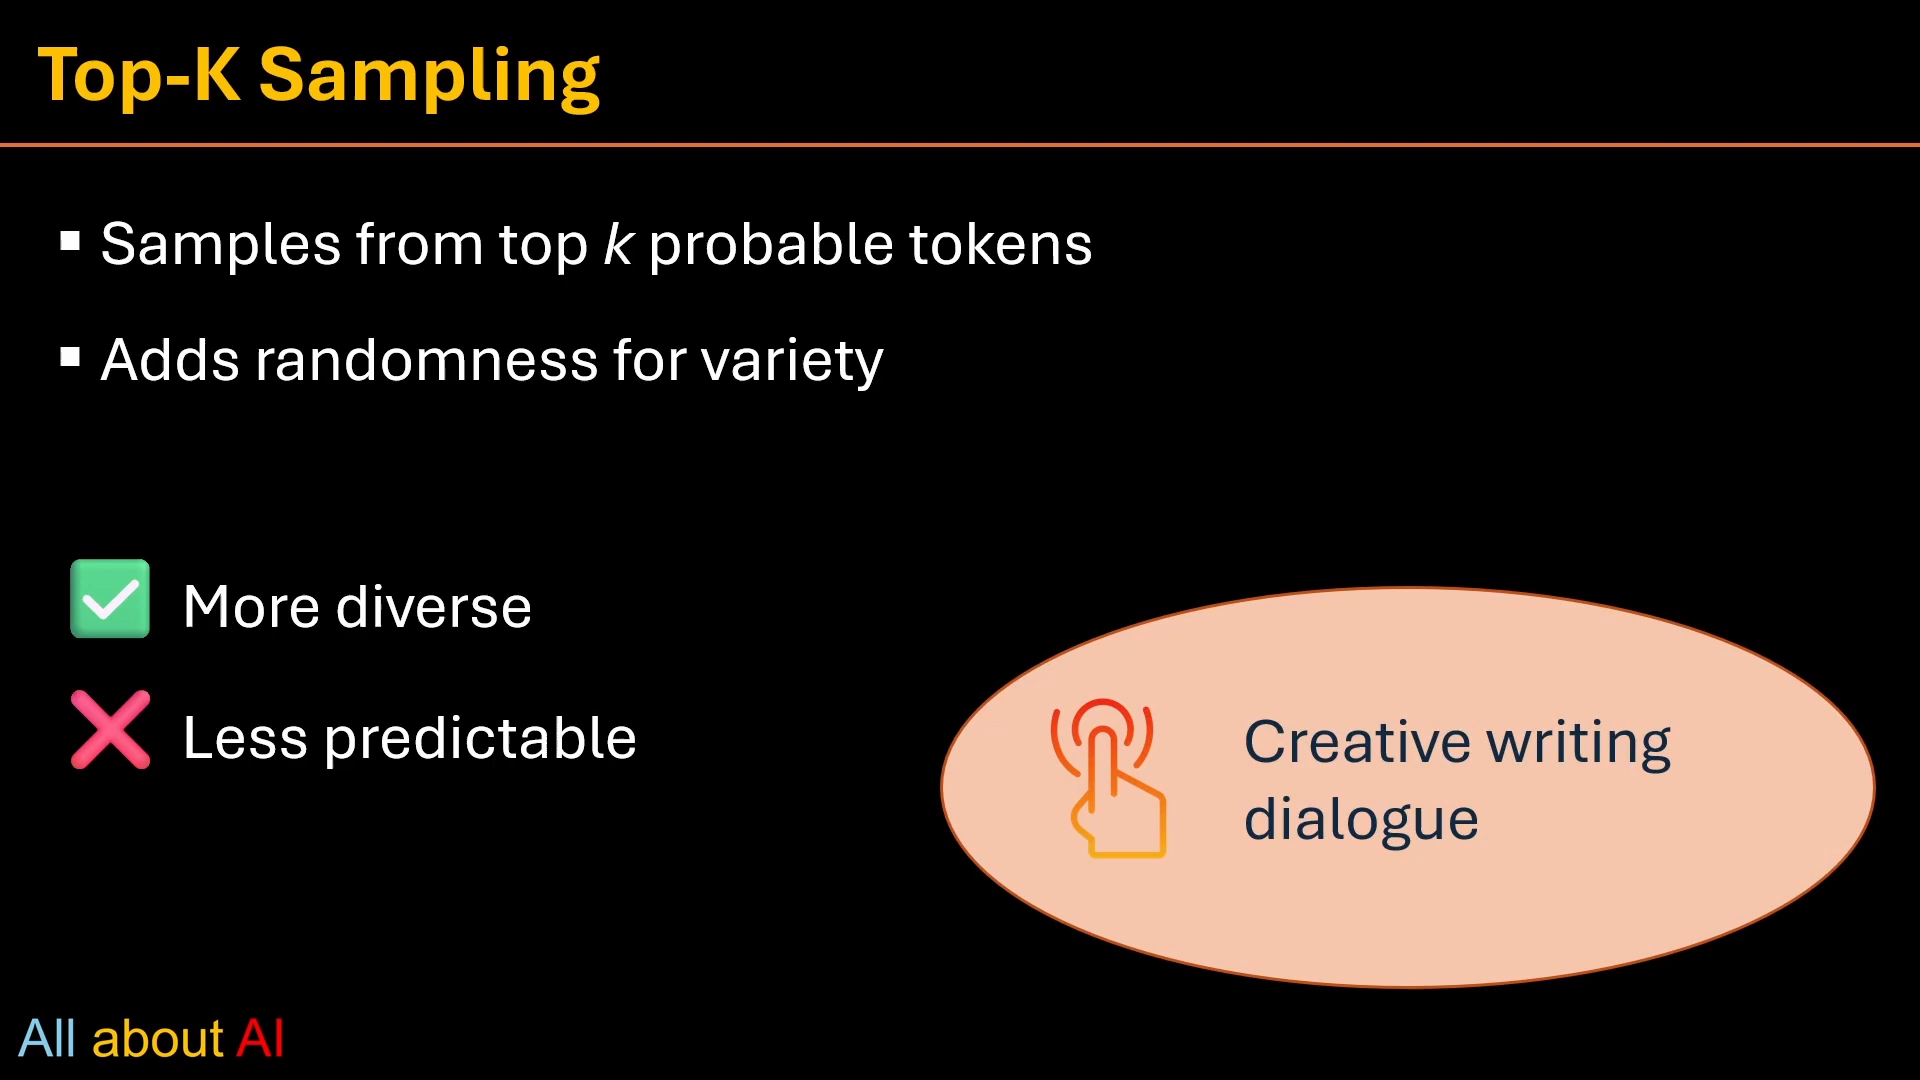 Top-K Sampling
▪ Samples from top k probable tokens
▪ Adds randomness for variety
More diverse
Less predictable
Creative writing
dialogue
All about AI